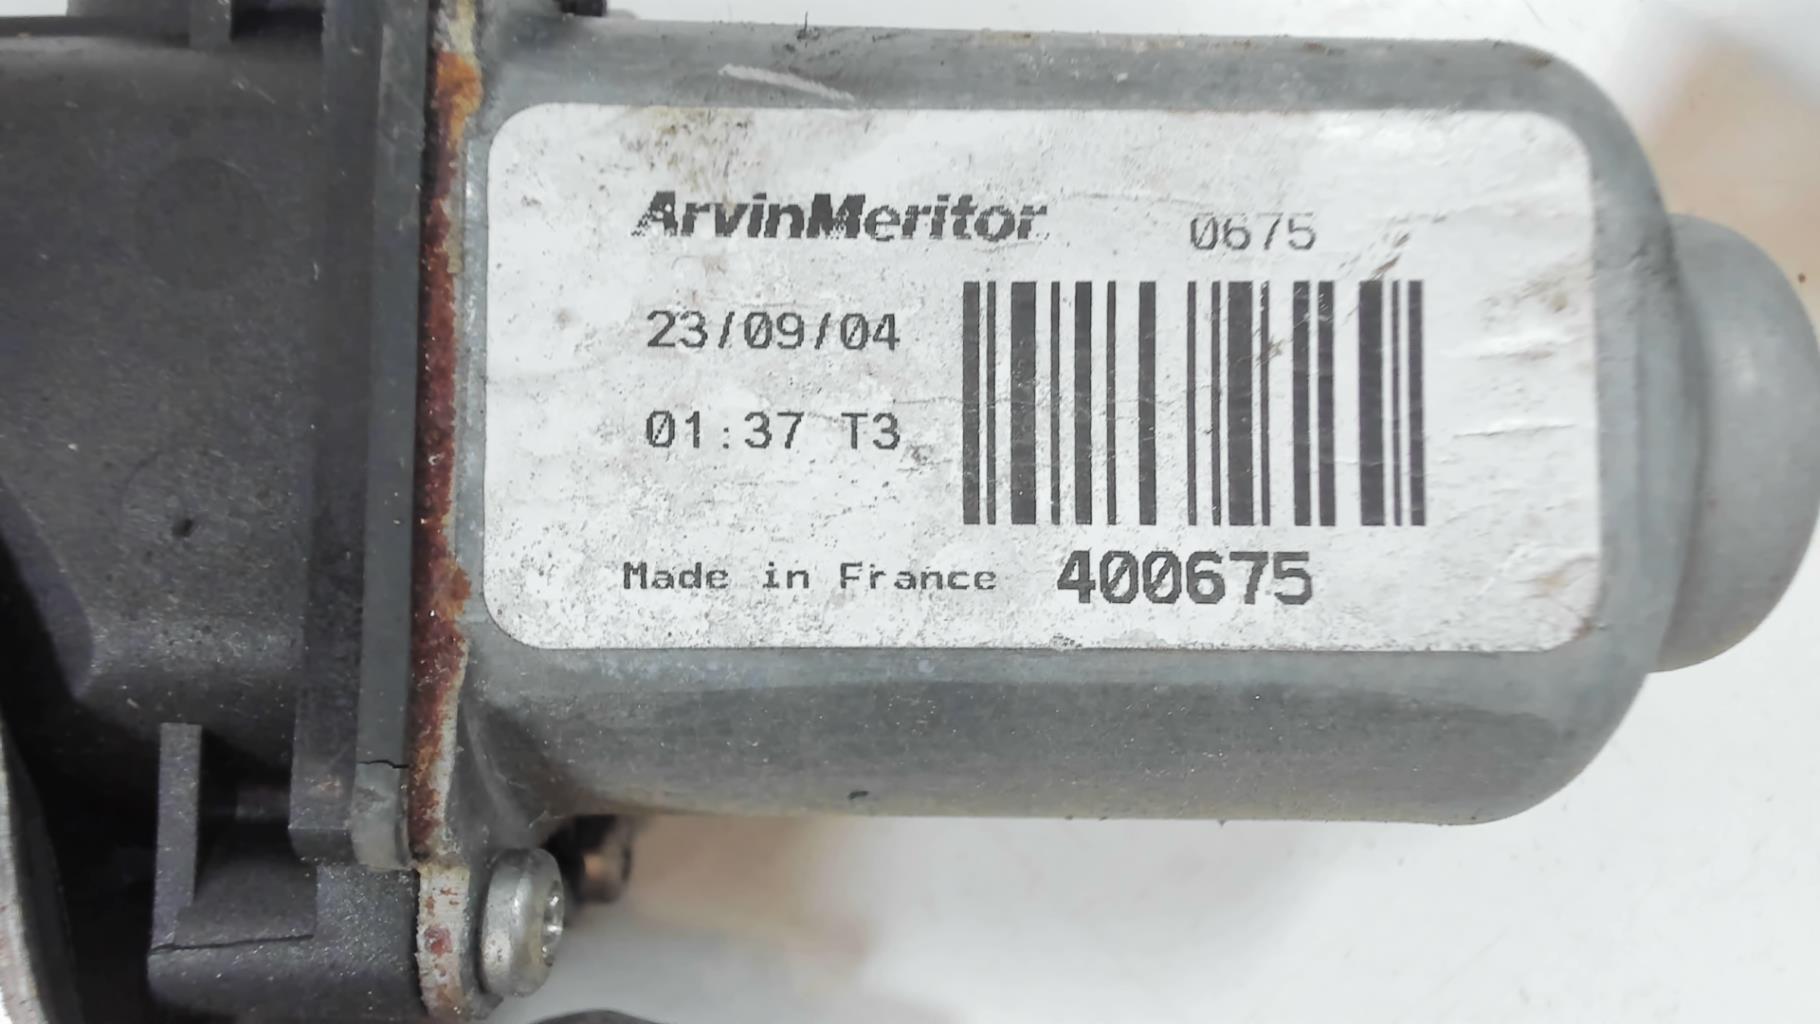 ArvinMeritor 0675
23/09/04
01:37 T3
Made in France 400675